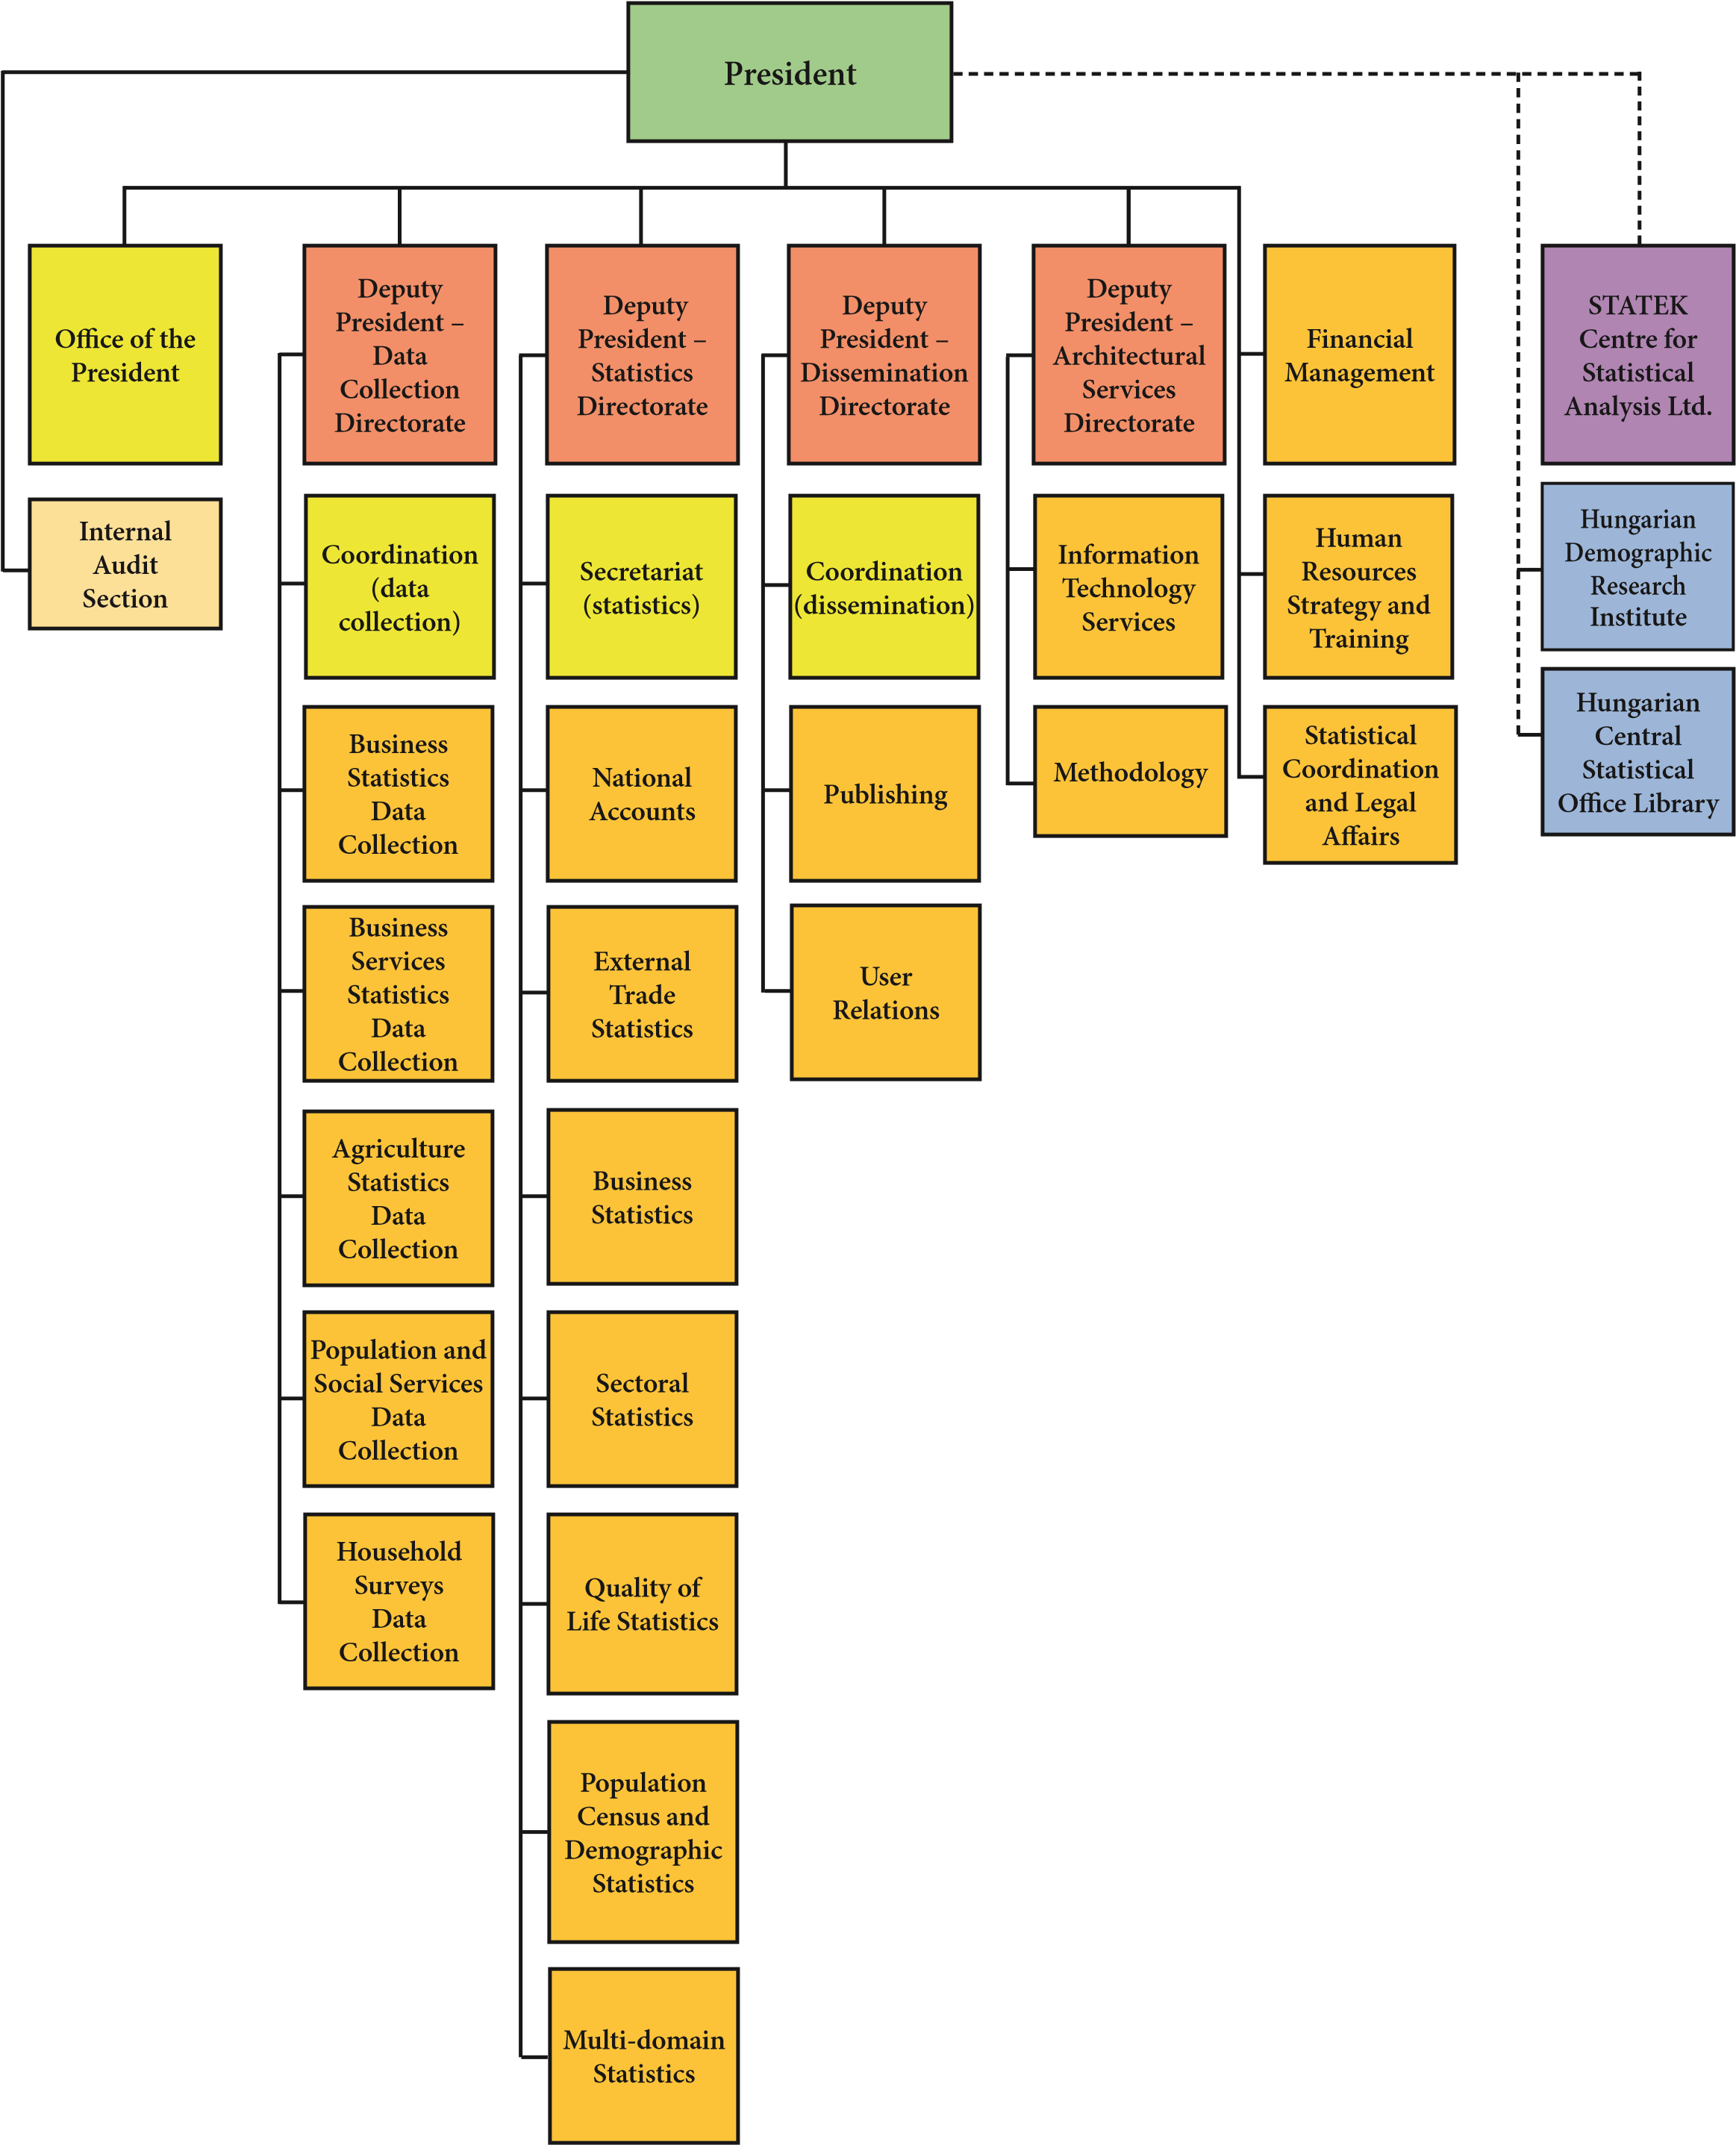 President
Office of the
President
Internal
Audit
Section
Deputy
President –
Data
Collection
Directorate
Coordination
(data
collection)
Business
Statistics
Data
Collection
Business
Services
Statistics
Data
Collection
Agriculture
Statistics
Data
Collection
Population and
Social Services
Data
Collection
Household
Surveys
Data
Collection
Deputy
President –
Statistics
Directorate
Secretariat
(statistics)
National
Accounts
External
Trade
Statistics
Business
Statistics
Sectoral
Statistics
Quality of
Life Statistics
Population
Census and
Demographic
Statistics
Multi-domain
Statistics
Deputy
President –
Dissemination
Directorate
Coordination
(dissemination)
Publishing
User
Relations
Deputy
President –
Architectural
Services
Directorate
Information
Technology
Services
Methodology
Financial
Management
Human
Resources
Strategy and
Training
Statistical
Coordination
and Legal
Affairs
STATEK
Centre for
Statistical
Analysis Ltd.
Hungarian
Demographic
Research
Institute
Hungarian
Central
Statistical
Office Library